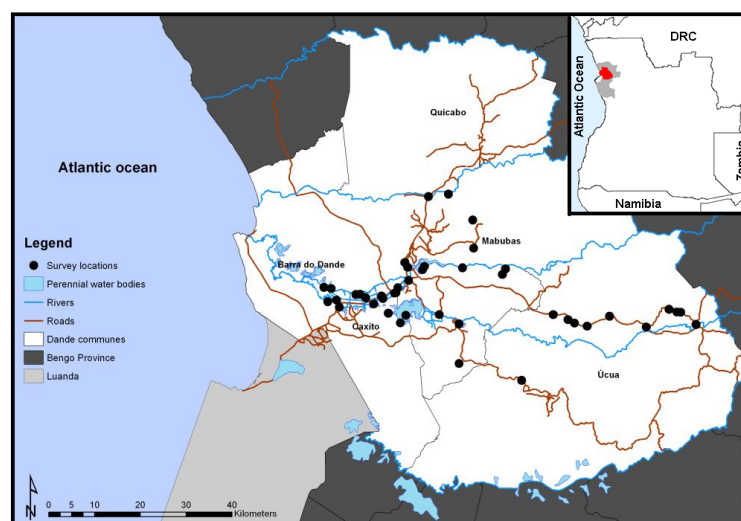 DRC
Quicabo
Atlantic Ocean
Atlantic ocean
Zambia
Namibia
Legend
Mabubas
Barra do Dande
Survey locations
Perennial water bodies
Rivers
Roads
Caxito
Dande communes
Bengo Province
Úcua
Luanda
N
0 5 10 20 30 40
Kilometers